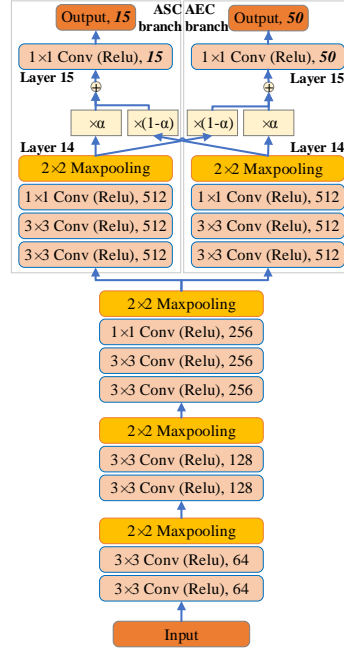 Output, 15
ASC branch
AEC branch
Output, 50
1×1 Conv (Relu), 15
1×1 Conv (Relu), 50
Layer 15
Layer 15
×α
×(1-α)
×(1-α)
×α
Layer 14
Layer 14
2×2 Maxpooling
2×2 Maxpooling
1×1 Conv (Relu), 512
1×1 Conv (Relu), 512
3×3 Conv (Relu), 512
3×3 Conv (Relu), 512
3×3 Conv (Relu), 512
3×3 Conv (Relu), 512
2×2 Maxpooling
1×1 Conv (Relu), 256
3×3 Conv (Relu), 256
3×3 Conv (Relu), 256
2×2 Maxpooling
3×3 Conv (Relu), 128
3×3 Conv (Relu), 128
2×2 Maxpooling
3×3 Conv (Relu), 64
3×3 Conv (Relu), 64
Input